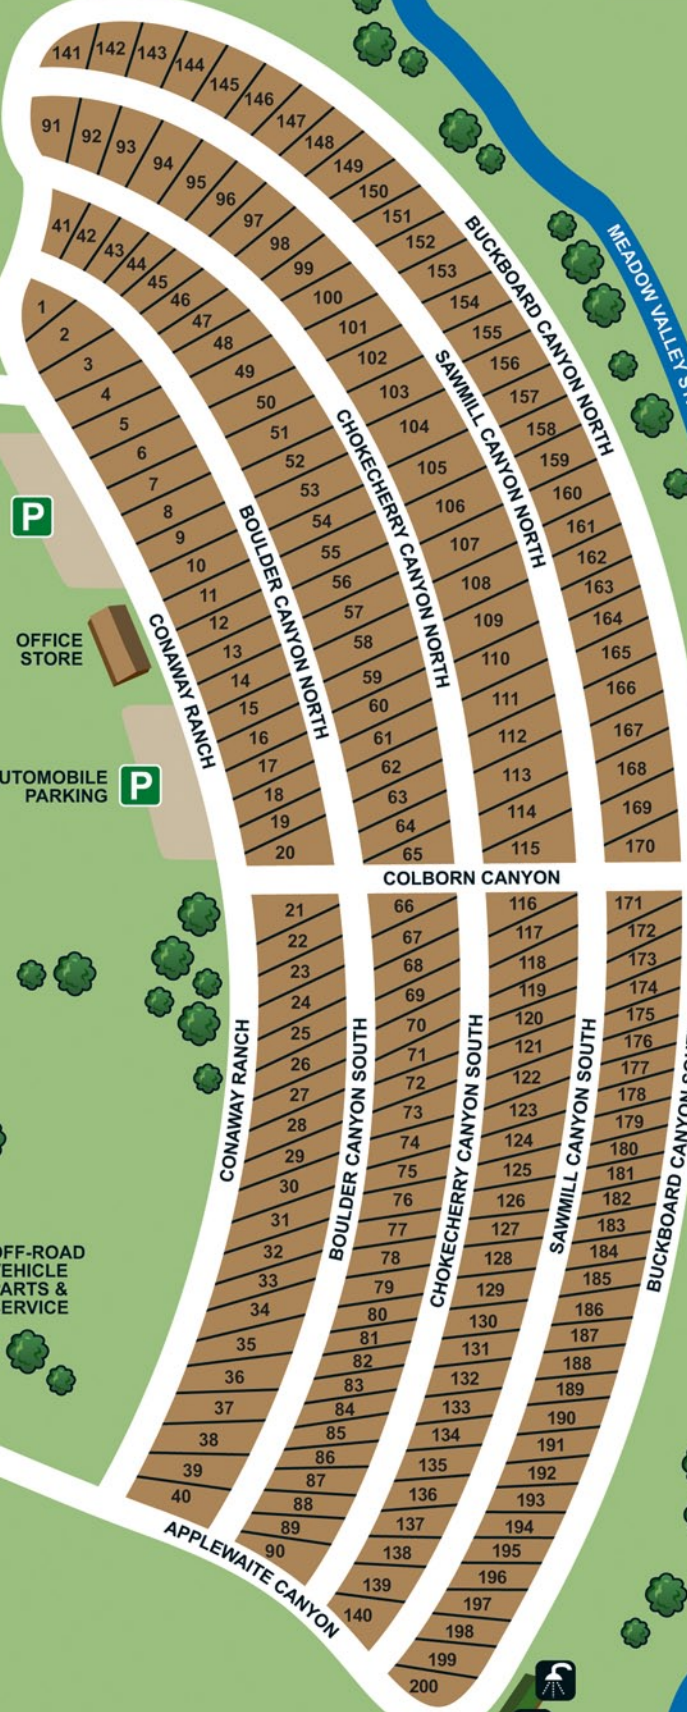 141 142 143 144 145 146 147 148 149 150 151 152 153 154 155 156 157 158 159 160 161 162 163 164 165 166 167 168 169 170
91 92 93 94 95 96 97 98 99 100 101 102 103 104 105 106 107 108 109 110 111 112 113 114 115
41 42 43 44 45 46 47 48 49 50 51 52 53 54 55 56 57 58 59 60 61 62 63 64 65
1 2 3 4 5 6 7 8 9 10 11 12 13 14 15 16 17 18 19 20
MEADOW VALLEY
BUCKBOARD CANYON NORTH
SAWMILL CANYON NORTH
CHOKECHERRY CANYON NORTH
BOULDER CANYON NORTH
CONAWAY RANCH
P
OFFICE
STORE
UTOMOBILE
PARKING
P
COLBORN CANYON
21 22 23 24 25 26 27 28 29 30 31 32 33 34 35 36 37 38 39 40
66 67 68 69 70 71 72 73 74 75 76 77 78 79 80 81 82 83 84 85 86 87 88 89 90
116 117 118 119 120 121 122 123 124 125 126 127 128 129 130 131 132 133 134 135 136 137 138 139 140
171 172 173 174 175 176 177 178 179 180 181 182 183 184 185 186 187 188 189 190 191 192 193 194 195 196 197 198 199 200
CONAWAY RANCH
BOULDER CANYON SOUTH
CHOKECHERRY CANYON SOUTH
SAWMILL CANYON SOUTH
BUCKBOARD CANYON
FF-ROAD
EHICLE
ARTS &
ERVICE
APPLEWAITE CANYON